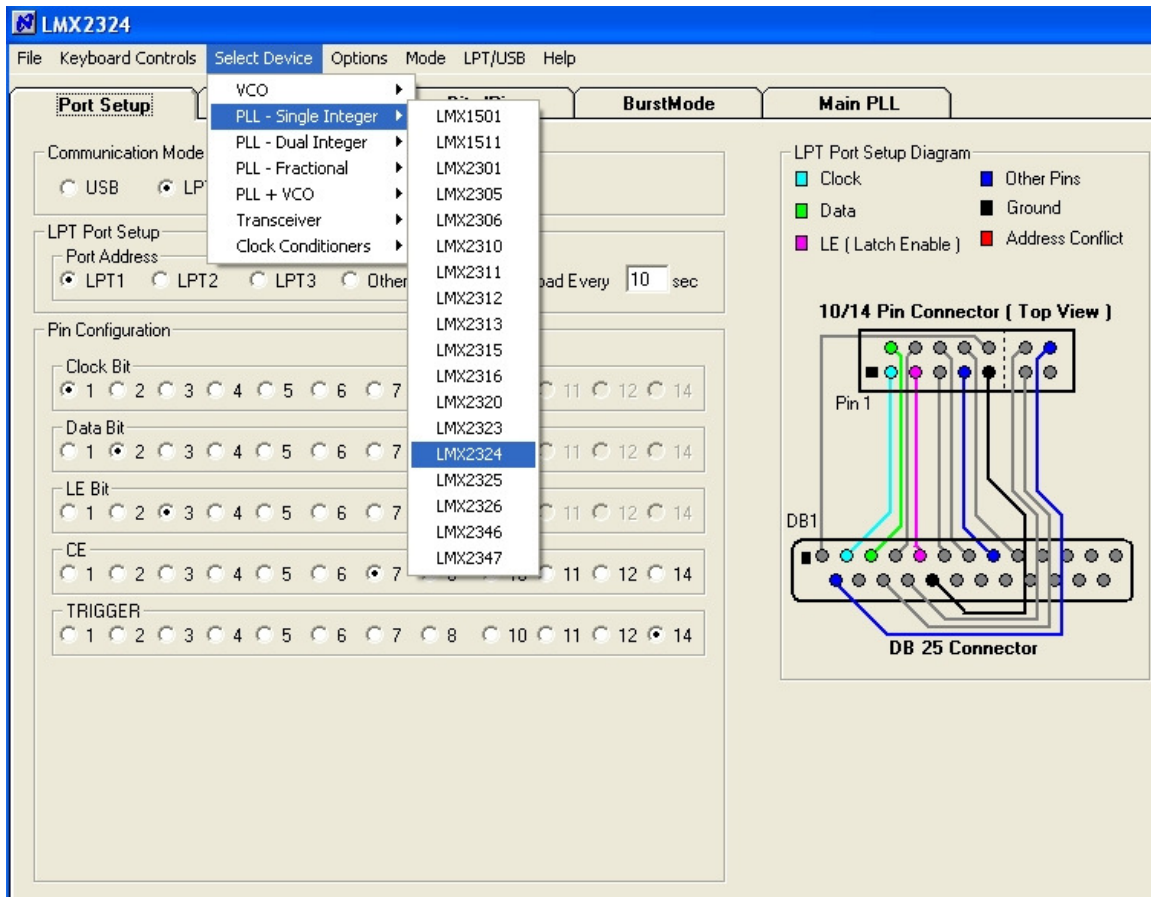 LMX2324
File Keyboard Controls Select Device Options Mode LPT/USB Help
Port Setup BurstMode Main PLL
VCO
PLL - Single Integer
PLL - Dual Integer
PLL - Fractional
PLL + VCO
Transceiver
Clock Conditioners
LMX1501
LMX1511
LMX2301
LMX2305
LMX2306
LMX2310
LMX2311
LMX2312
LMX2313
LMX2315
LMX2316
LMX2320
LMX2323
LMX2324
LMX2325
LMX2326
LMX2346
LMX2347
Communication Mode
USB LPT
LPT Port Setup
Port Address
LPT1 LPT2 LPT3 Other Every 10 sec
Pin Configuration
Clock Bit
1 2 3 4 5 6 7 11 12 14
Data Bit
1 2 3 4 5 6 7 11 12 14
LE Bit
1 2 3 4 5 6 7 11 12 14
CE
1 2 3 4 5 6 7 8 10 11 12 14
TRIGGER
1 2 3 4 5 6 7 8 10 11 12 14
LPT Port Setup Diagram
Clock Other Pins
Data Ground
LE ( Latch Enable ) Address Conflict
10/14 Pin Connector ( Top View )
Pin 1
DB1
DB 25 Connector